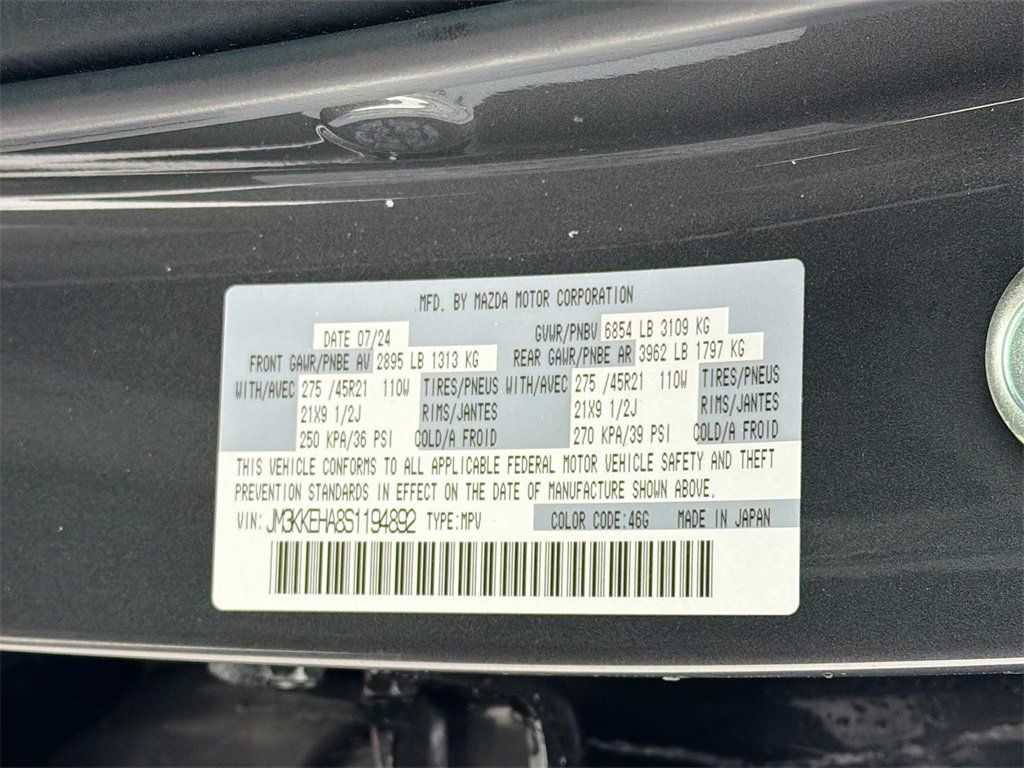 MFD. BY MAZDA MOTOR CORPORATION
DATE 07/24 GVWR/PNBV 6854 LB 3109 KG
FRONT GAWR/PNBE AV 2895 LB 1313 KG REAR GAWR/PNBE AR 3962 LB 1797 KG
WITH/AVEC 275 /45R21 110W TIRES/PNEUS WITH/AVEC 275 /45R21 110W TIRES/PNEUS
21X9 1/2J RIMS/JANTES 21X9 1/2J RIMS/JANTES
250 KPA/36 PSI COLD/A FROID 270 KPA/39 PSI COLD/A FROID
THIS VEHICLE CONFORMS TO ALL APPLICABLE FEDERAL MOTOR VEHICLE SAFETY AND THEFT
PREVENTION STANDARDS IN EFFECT ON THE DATE OF MANUFACTURE SHOWN ABOVE.
VIN: JM3KKEHA8S1194892 TYPE:MPV COLOR CODE:46G MADE IN JAPAN